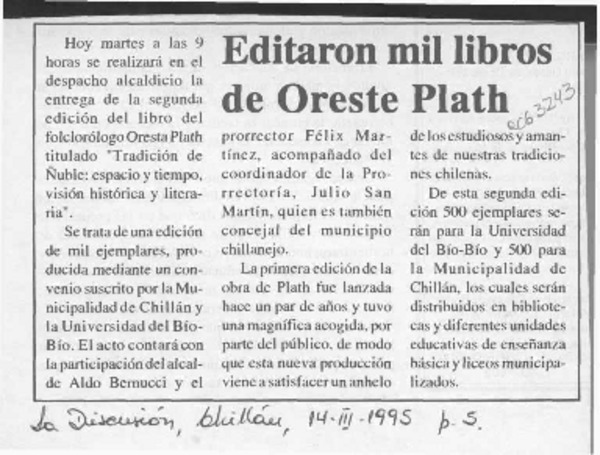 Editaron mil libros
de Oreste Plath
Hoy martes a las 9
horas se realizará en el
despacho alcaldicio la
entrega de la segunda
edición del libro del
folclorólogo Oresta Plath
titulado "Tradición de
Ñuble: espacio y tiempo,
visión histórica y litera-
ria".
Se trata de una edición
de mil ejemplares, pro-
ducida mediante un con-
venio suscrito por la Mu-
nicipalidad de Chillán y
la Universidad del Bío-
Bío. El acto contará con
la participación del alcal-
de Aldo Bernucci y el
prorrector Félix Mar-
tínez, acompañado del
coordinador de la Pro-
rrectoría, Julio San
Martín, quien es también
concejal del municipio
chillanejo.
La primera edición de la
obra de Plath fue lanzada
hace un par de años y tuvo
una magnífica acogida, por
parte del público, de modo
que esta nueva producción
viene a satisfacer un anhelo
de los estudiosos y aman-
tes de nuestras tradicio-
nes chilenas.
De esta segunda edi-
ción 500 ejemplares se-
rán para la Universidad
del Bío-Bío y 500 para
la Municipalidad de
Chillán, los cuales serán
distribuidos en bibliote-
cas y diferentes unidades
educativas de enseñanza
básica y liceos municipa-
lizados.
La Discusión, Chillán, 14-III-1995 p. 5.